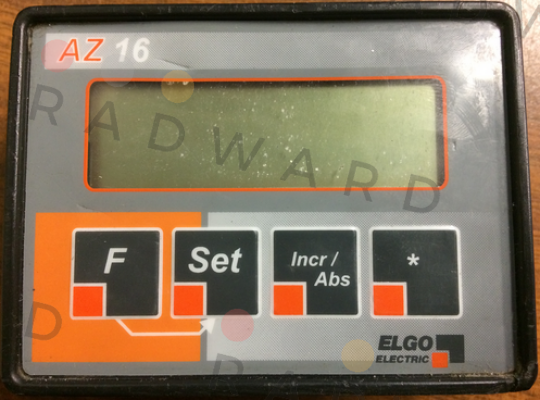 AZ 16
RADWARD
F
Set
Incr /
Abs
*
ELGO
ELECTRIC